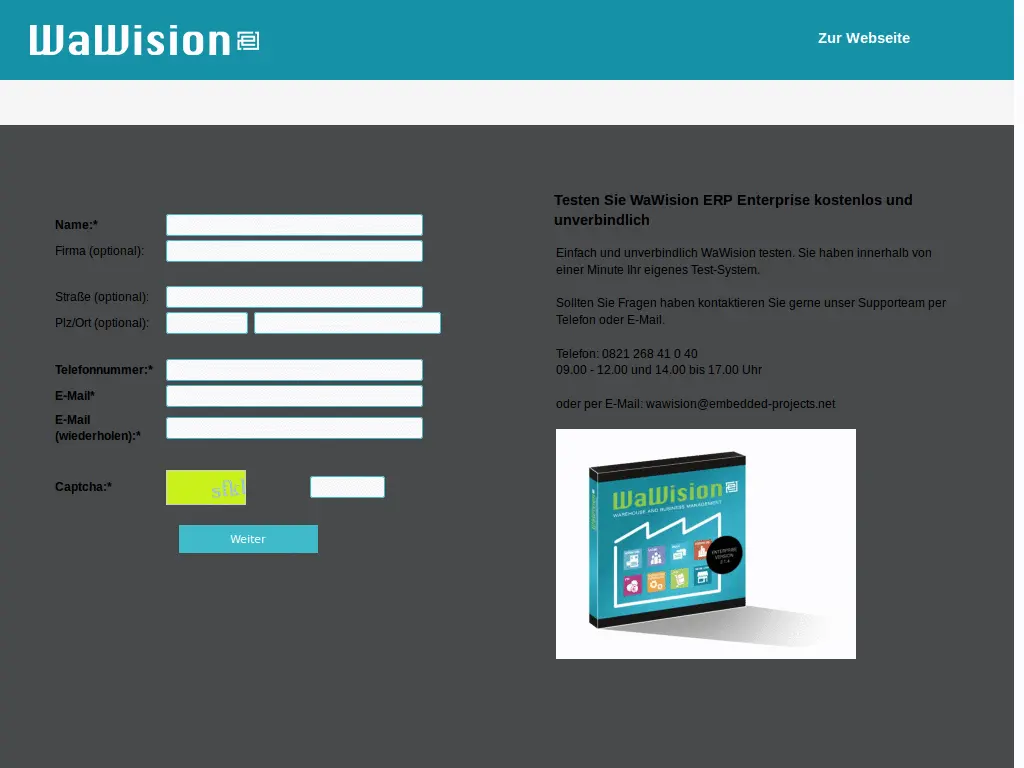 WaWision
Zur Webseite
Name:*
Firma (optional):
Straße (optional):
Plz/Ort (optional):
Telefonnummer:*
E-Mail*
E-Mail
(wiederholen):*
Captcha:*
Weiter
Testen Sie WaWision ERP Enterprise kostenlos und
unverbindlich
Einfach und unverbindlich WaWision testen. Sie haben innerhalb von
einer Minute Ihr eigenes Test-System.
Sollten Sie Fragen haben kontaktieren Sie gerne unser Supporteam per
Telefon oder E-Mail.
Telefon: 0821 268 41 0 40
09.00 - 12.00 und 14.00 bis 17.00 Uhr
oder per E-Mail: wawision@embedded-projects.net
WaWision
WAREHOUSE AND BUSINESS MANAGEMENT
ENTERPRISE
VERSION